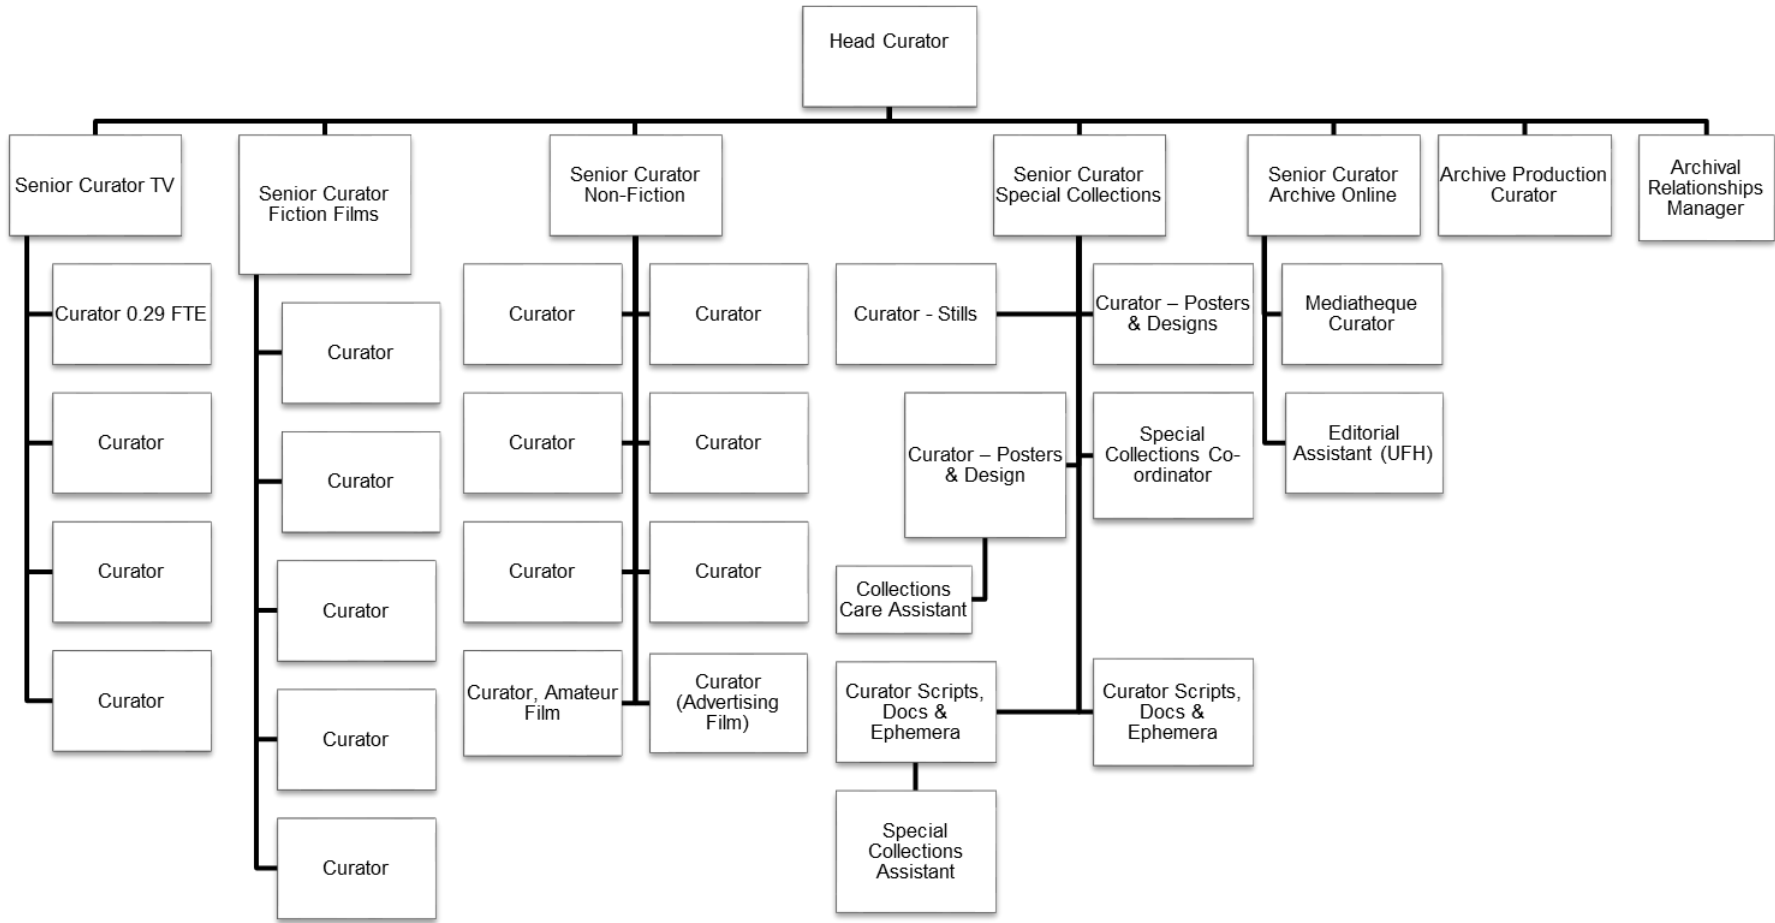 Head Curator
Senior Curator TV
Senior Curator
Fiction Films
Senior Curator
Non-Fiction
Senior Curator
Special Collections
Senior Curator
Archive Online
Archive Production
Curator
Archival
Relationships
Manager
Curator 0.29 FTE
Curator
Curator
Curator
Curator
Curator
Curator
Curator
Curator
Curator
Curator
Curator
Curator
Curator
Curator
Curator, Amateur
Film
Curator
(Advertising
Film)
Curator - Stills
Curator – Posters
& Designs
Curator – Posters
& Design
Special
Collections Co-
ordinator
Collections
Care Assistant
Curator Scripts,
Docs &
Ephemera
Curator Scripts,
Docs &
Ephemera
Special
Collections
Assistant
Mediatheque
Curator
Editorial
Assistant (UFH)